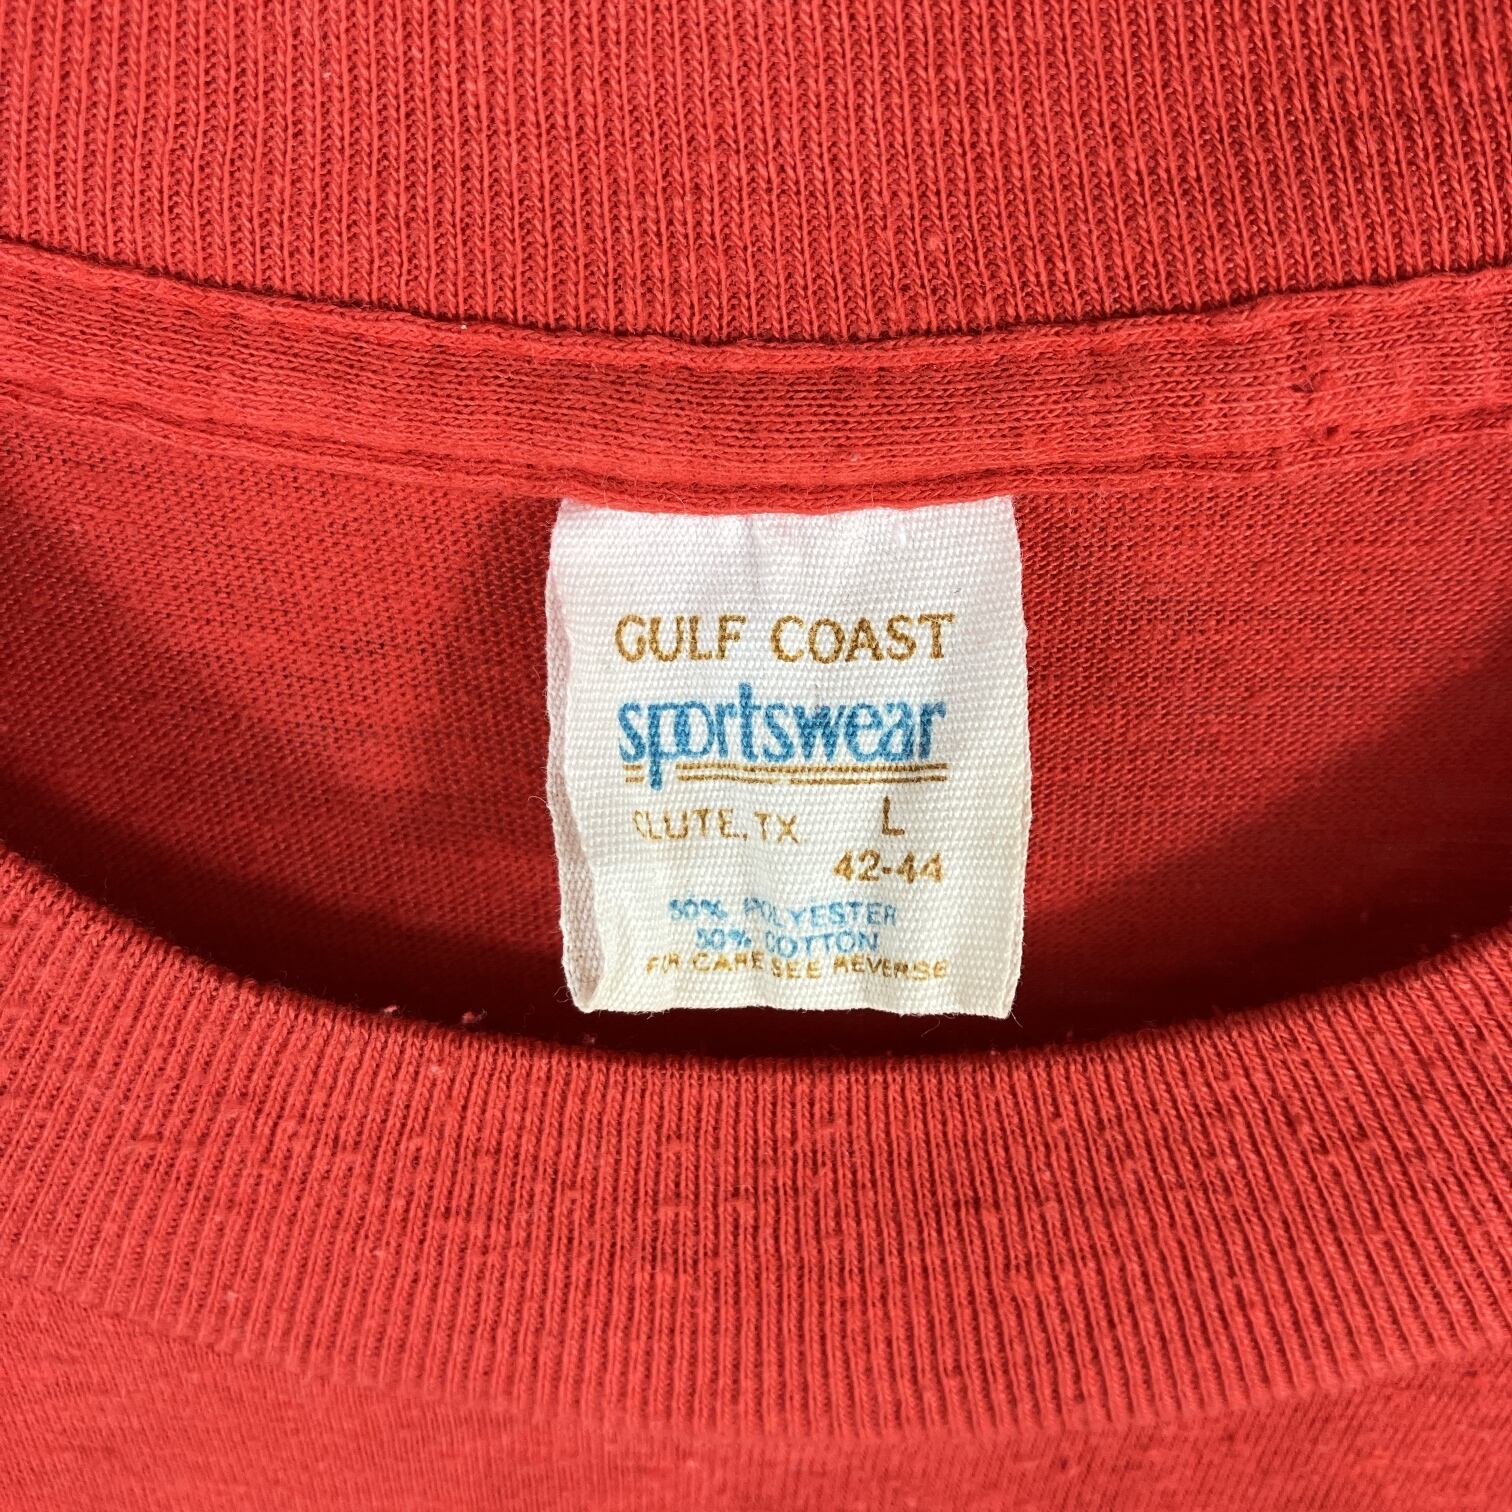 GULF COAST
sportswear
CLUTE, TX L
42-44
50% POLYESTER
50% COTTON
FOR CARE SEE REVERSE